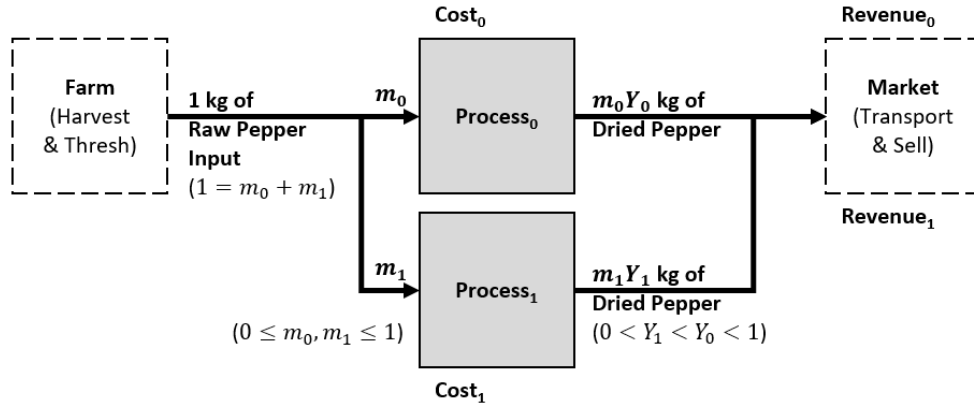 Cost₀
Revenue₀
Farm
(Harvest
& Thresh)
1 kg of
Raw Pepper
Input
(1 = m₀ + m₁)
m₀
Process₀
m₀Y₀ kg of
Dried Pepper
Market
(Transport
& Sell)
Revenue₁
m₁
Process₁
m₁Y₁ kg of
Dried Pepper
(0 ≤ m₀, m₁ ≤ 1)
(0 < Y₁ < Y₀ < 1)
Cost₁